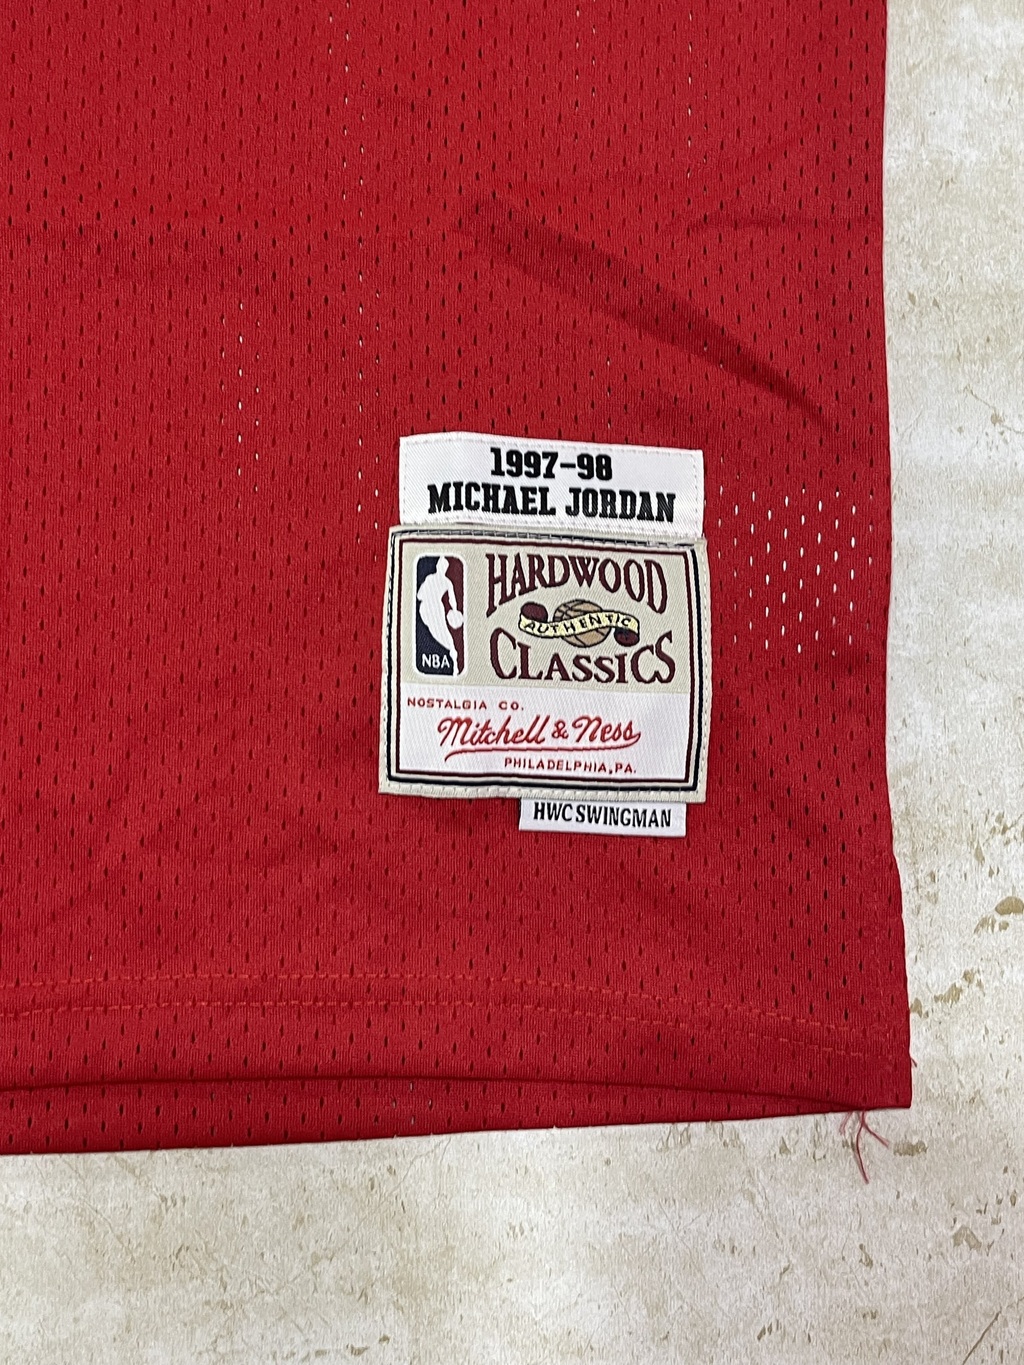 1997-98
MICHAEL JORDAN
NBA
HARDWOOD
AUTHENTIC
CLASSICS
NOSTALGIA CO.
Mitchell & Ness
PHILADELPHIA, PA.
HWC SWINGMAN